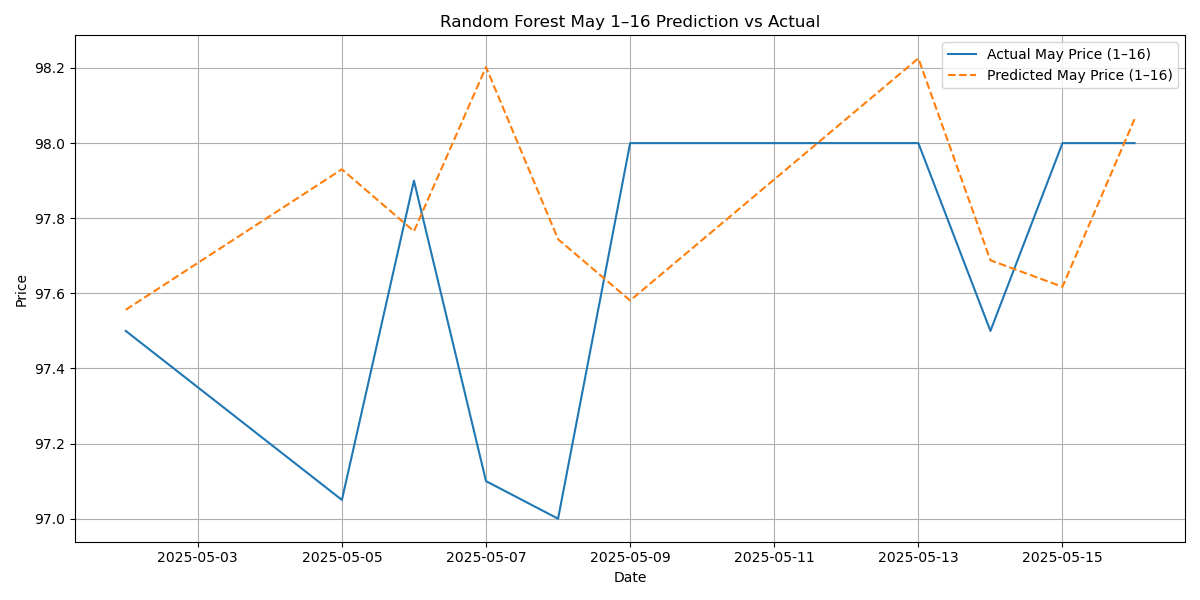 Random Forest May 1–16 Prediction vs Actual
Actual May Price (1–16)
Predicted May Price (1–16)
98.2
98.0
97.8
97.6
97.4
97.2
97.0
Price
2025-05-03 2025-05-05 2025-05-07 2025-05-09 2025-05-11 2025-05-13 2025-05-15
Date